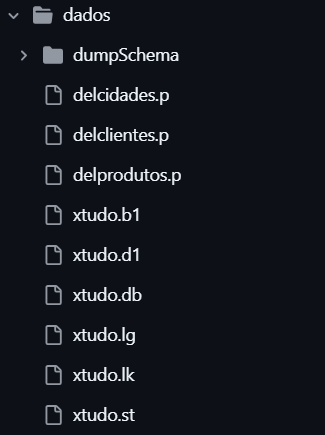 dados
dumpSchema
delcidades.p
delclientes.p
delprodutos.p
xtudo.b1
xtudo.d1
xtudo.db
xtudo.lg
xtudo.lk
xtudo.st